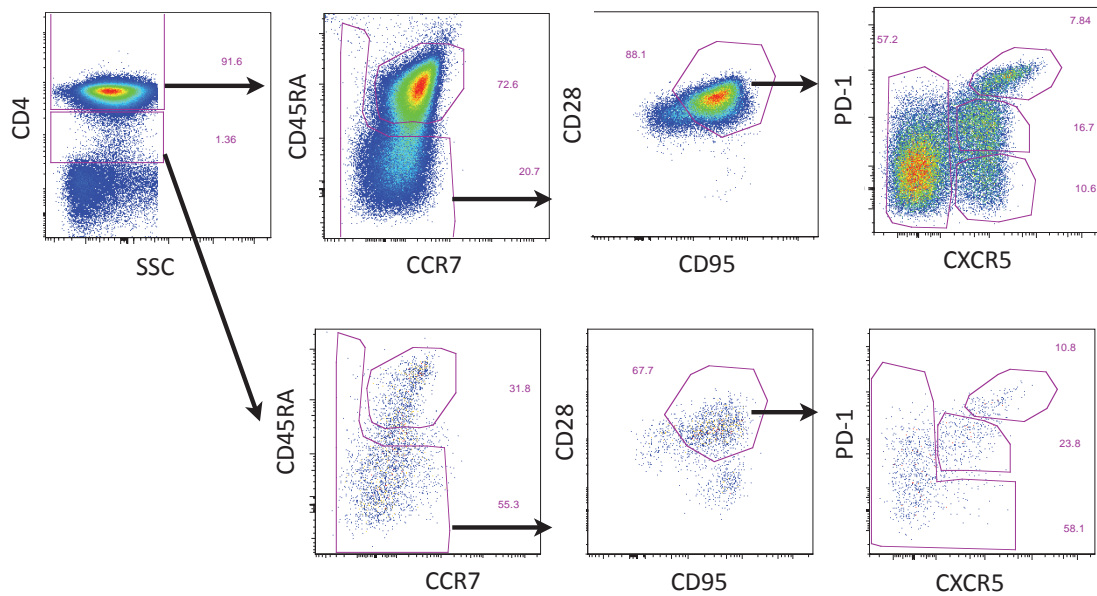 CD4
91.6
1.36
SSC
CD45RA
72.6
20.7
CCR7
CD28
88.1
CD95
PD-1
57.2
7.84
16.7
10.6
CXCR5
CD45RA
31.8
55.3
CCR7
CD28
67.7
CD95
PD-1
10.8
23.8
58.1
CXCR5